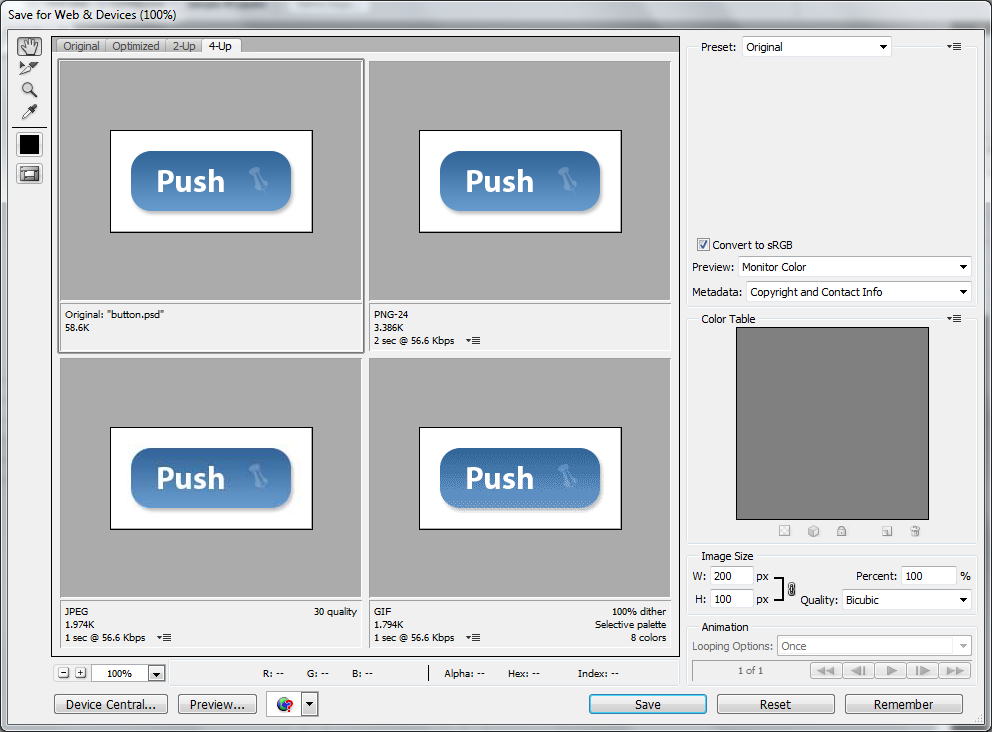 Save for Web & Devices (100%)
Original Optimized 2-Up 4-Up
Push
Push
Original: "button.psd"
58.6K
PNG-24
3.386K
2 sec @ 56.6 Kbps
Push
Push
JPEG 30 quality
1.974K
1 sec @ 56.6 Kbps
GIF 100% dither
1.794K Selective palette
1 sec @ 56.6 Kbps 8 colors
100% R: -- G: -- B: -- Alpha: -- Hex: -- Index: --
Device Central... Preview...
Preset: Original
Convert to sRGB
Preview: Monitor Color
Metadata: Copyright and Contact Info
Color Table
Image Size
W: 200 px Percent: 100 %
H: 100 px Quality: Bicubic
Animation
Looping Options: Once
1 of 1
Save Reset Remember